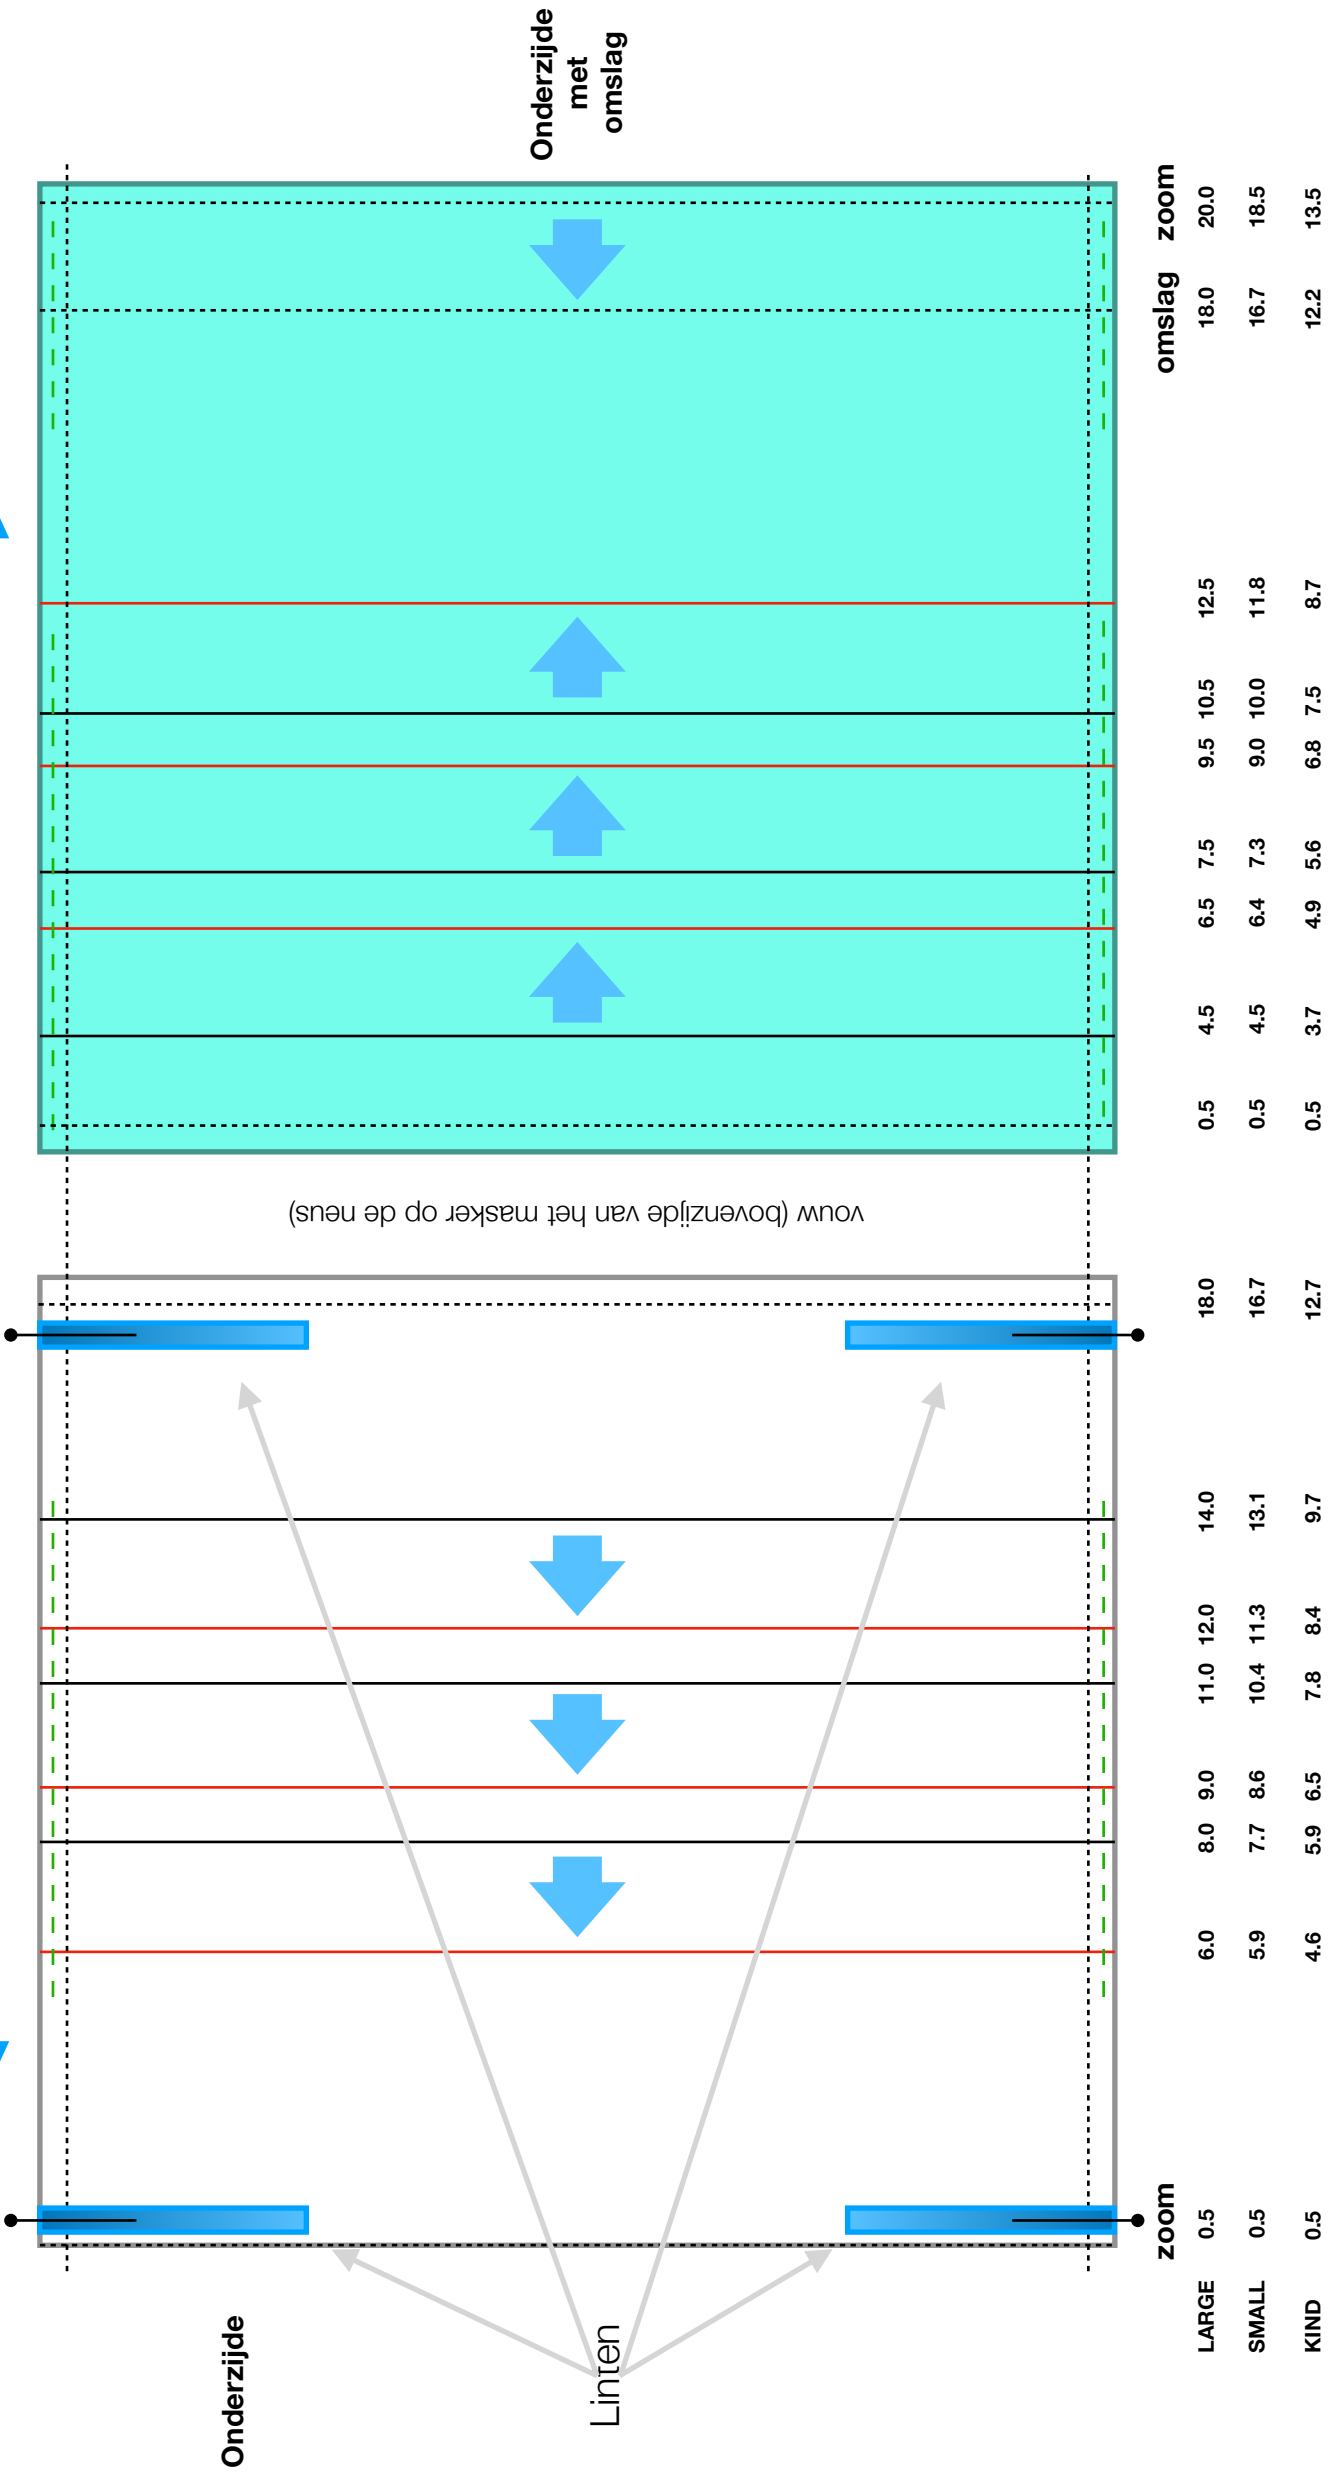 Onderzijde
Linten
vouw (bovenzijde van het masker op de neus)
Onderzijde
met
omslag
zoom omslag zoom
LARGE 0.5 6.0 8.0 9.0 11.0 12.0 14.0 18.0 0.5 4.5 6.5 7.5 9.5 10.5 12.5 18.0 20.0
SMALL 0.5 5.9 7.7 8.6 10.4 11.3 13.1 16.7 0.5 4.5 6.4 7.3 9.0 10.0 11.8 16.7 18.5
KIND 0.5 4.6 5.9 6.5 7.8 8.4 9.7 12.7 0.5 3.7 4.9 5.6 6.8 7.5 8.7 12.2 13.5